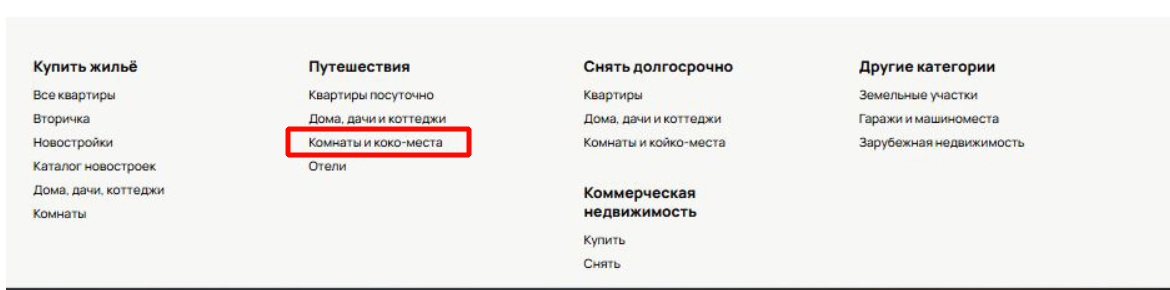 Купить жильё
Все квартиры
Вторичка
Новостройки
Каталог новостроек
Дома, дачи, коттеджи
Комнаты
Путешествия
Квартиры посуточно
Дома, дачи и коттеджи
Комнаты и коко-места
Отели
Снять долгосрочно
Квартиры
Дома, дачи и коттеджи
Комнаты и койко-места
Коммерческая
недвижимость
Купить
Снять
Другие категории
Земельные участки
Гаражи и машиноместа
Зарубежная недвижимость